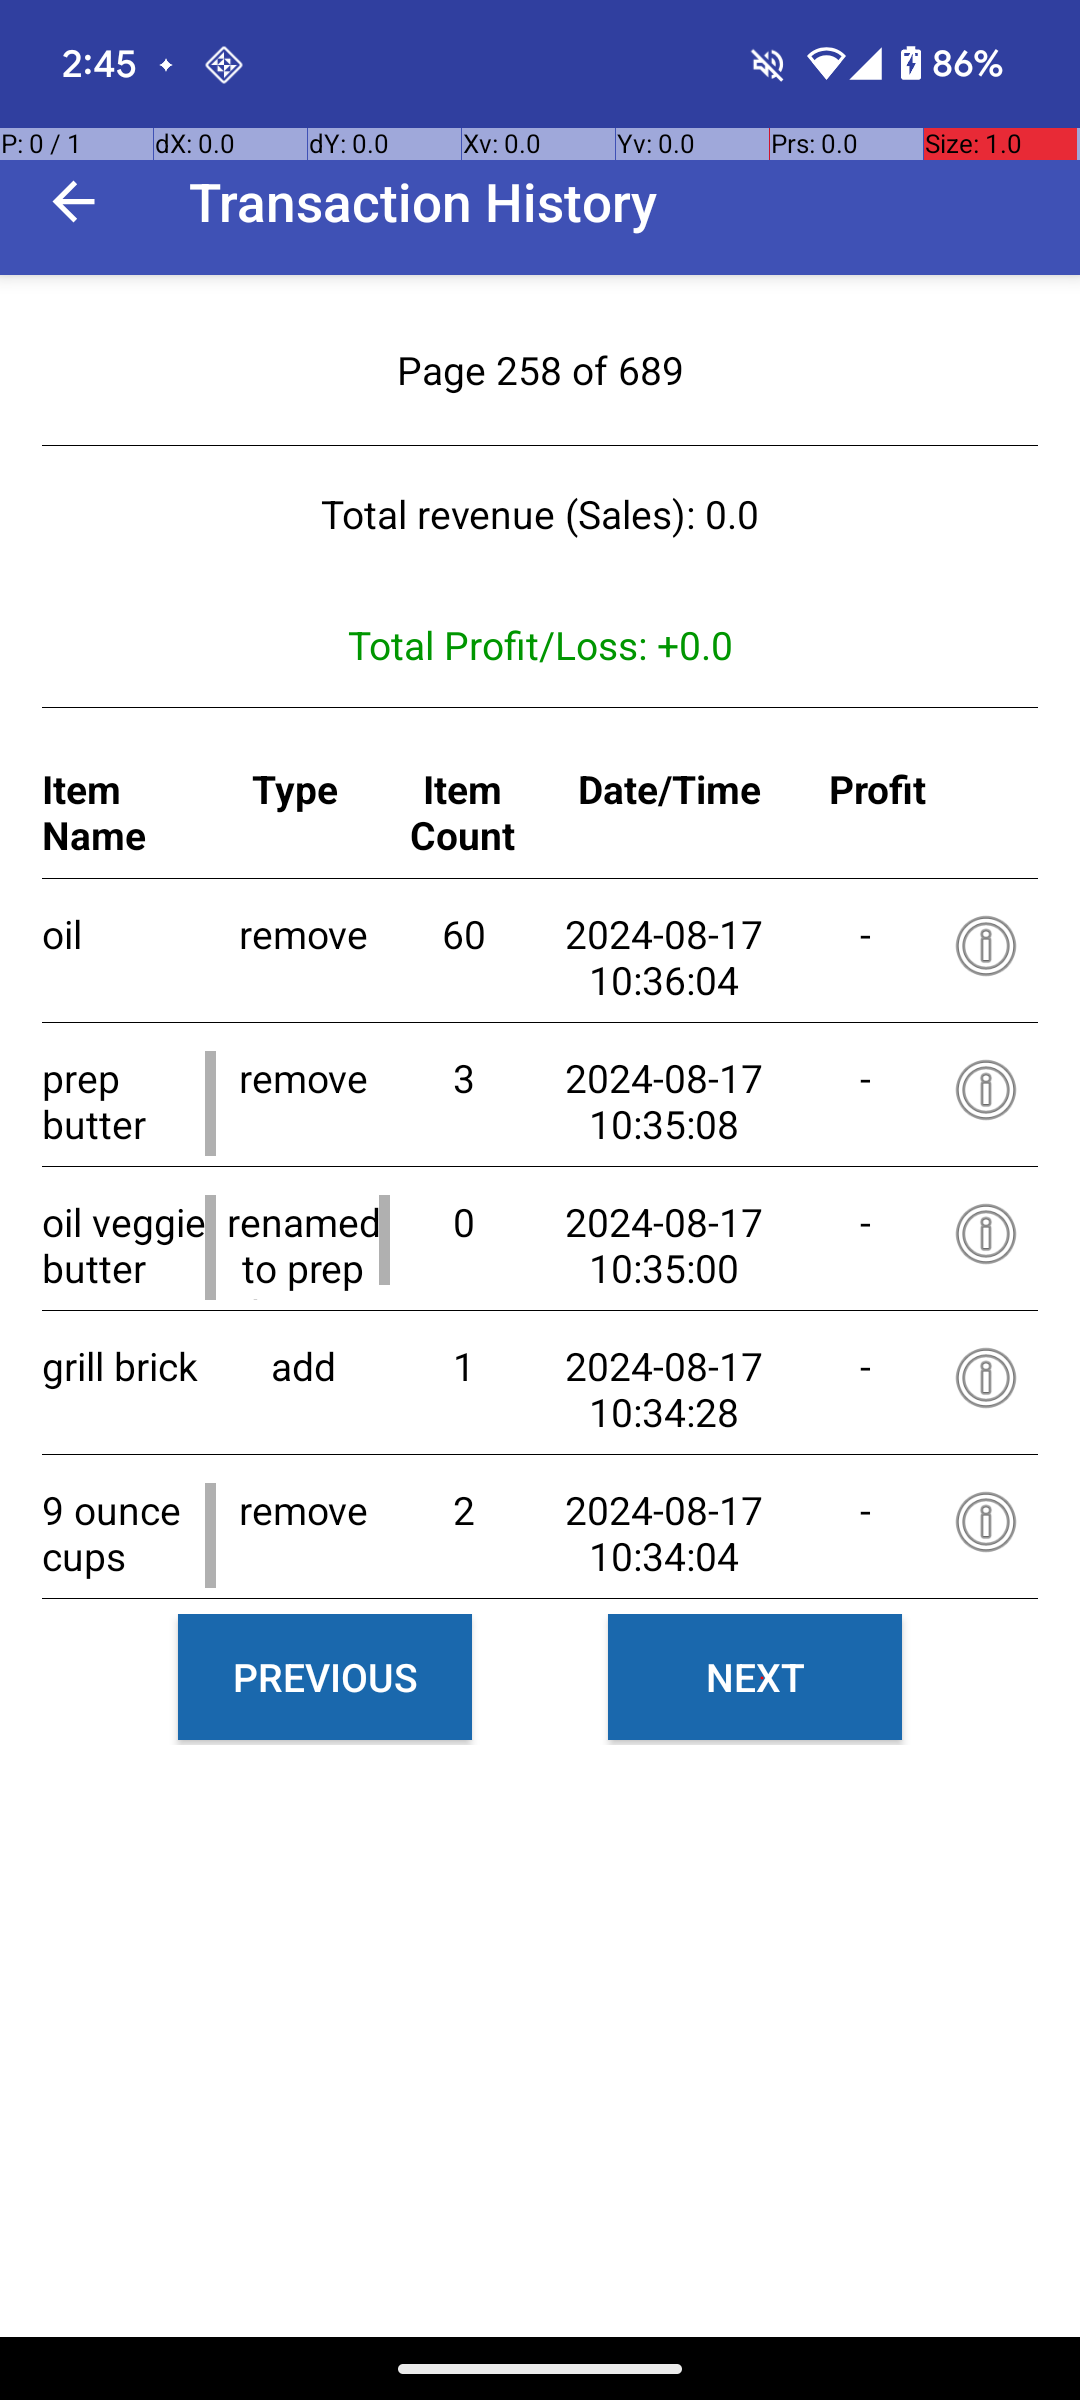 2:45
86%
P: 0 / 1 dX: 0.0 dY: 0.0 Xv: 0.0 Yv: 0.0 Prs: 0.0 Size: 1.0
Transaction History
Page 258 of 689
Total revenue (Sales): 0.0
Total Profit/Loss: +0.0
Item Name Type Item Count Date/Time Profit
oil remove 60 2024-08-17 10:36:04 -
prep butter remove 3 2024-08-17 10:35:08 -
oil veggie butter renamed to prep 0 2024-08-17 10:35:00 -
grill brick add 1 2024-08-17 10:34:28 -
9 ounce cups remove 2 2024-08-17 10:34:04 -
PREVIOUS NEXT